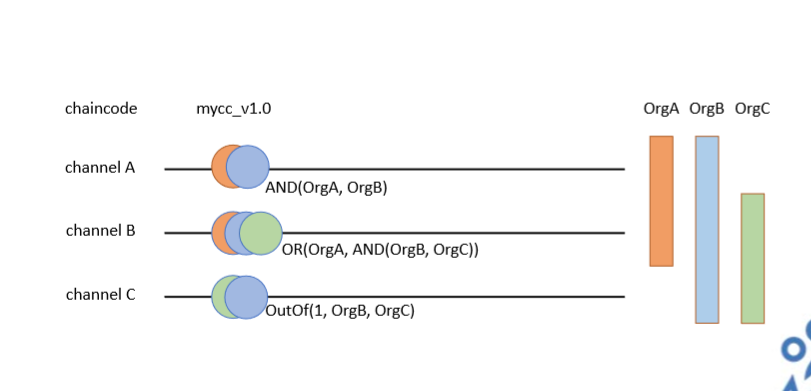 chaincode mycc_v1.0 OrgA OrgB OrgC
channel A
AND(OrgA, OrgB)
channel B
OR(OrgA, AND(OrgB, OrgC))
channel C
OutOf(1, OrgB, OrgC)